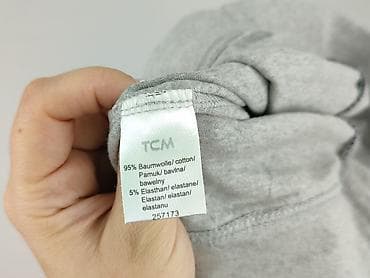 TCM
95% Baumwolle/ cotton/
Pamuk/ bavlna/
bawełny
5% Elasthan/ elastane/
Elastan/ elastan/
elastanu
257173